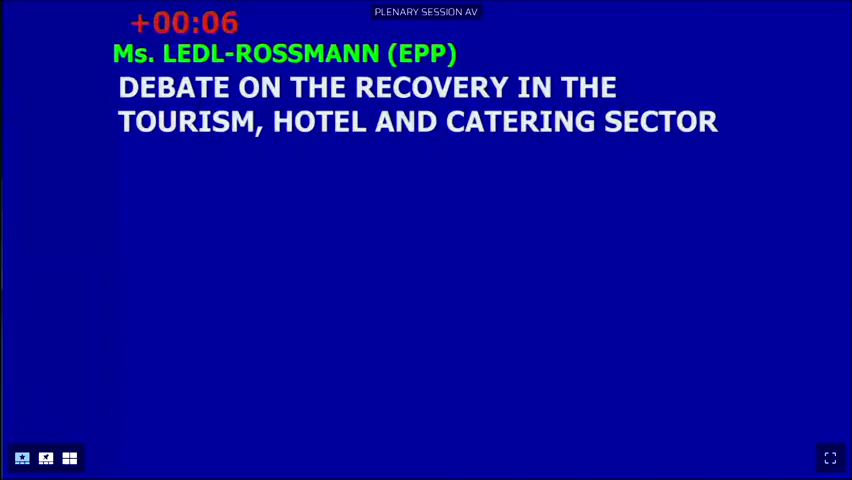 PLENARY SESSION AV
+00:06
Ms. LEDL-ROSSMANN (EPP)
DEBATE ON THE RECOVERY IN THE
TOURISM, HOTEL AND CATERING SECTOR